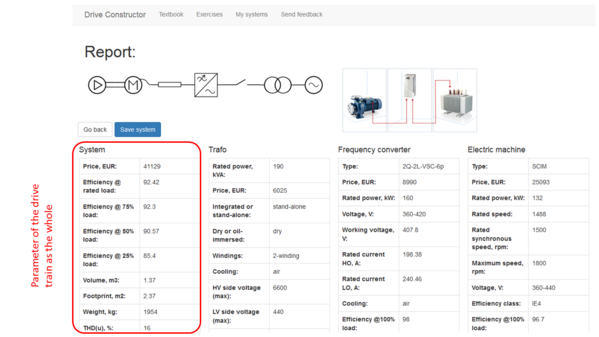 Drive Constructor Textbook Exercises My systems Send feedback
Report:
M
Go back Save system
Parameter of the drive
train as the whole
System
Price, EUR: 41129
Efficiency @
rated load: 92.42
Efficiency @ 75%
load: 92.3
Efficiency @ 50%
load: 90.57
Efficiency @ 25%
load: 85.4
Volume, m3: 1.37
Footprint, m2: 2.37
Weight, kg: 1954
THD(u), %: 16
Trafo
Rated power,
kVA: 190
Price, EUR: 6025
Integrated or
stand-alone: stand-alone
Dry or oil-
immersed: dry
Windings: 2-winding
Cooling: air
HV side voltage
(max): 6600
LV side voltage
(max): 440
Frequency converter
Type: 2Q-2L-VSC-6p
Price, EUR: 8990
Rated power, kW: 160
Voltage, V: 360-420
Working voltage,
V: 407.8
Rated current
HO, A: 198.38
Rated current
LO, A: 240.46
Cooling: air
Efficiency @100%
load: 98
Electric machine
Type: SCIM
Price, EUR: 25093
Rated power, kW: 132
Rated speed: 1488
Rated
synchronous
speed, rpm: 1500
Maximum speed,
rpm: 1800
Voltage, V: 360-440
Efficiency class: IE4
Efficiency @100%
load: 96.7